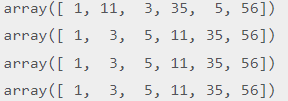 array([ 1, 11,  3, 35,  5, 56])
array([ 1,  3,  5, 11, 35, 56])
array([ 1,  3,  5, 11, 35, 56])
array([ 1,  3,  5, 11, 35, 56])